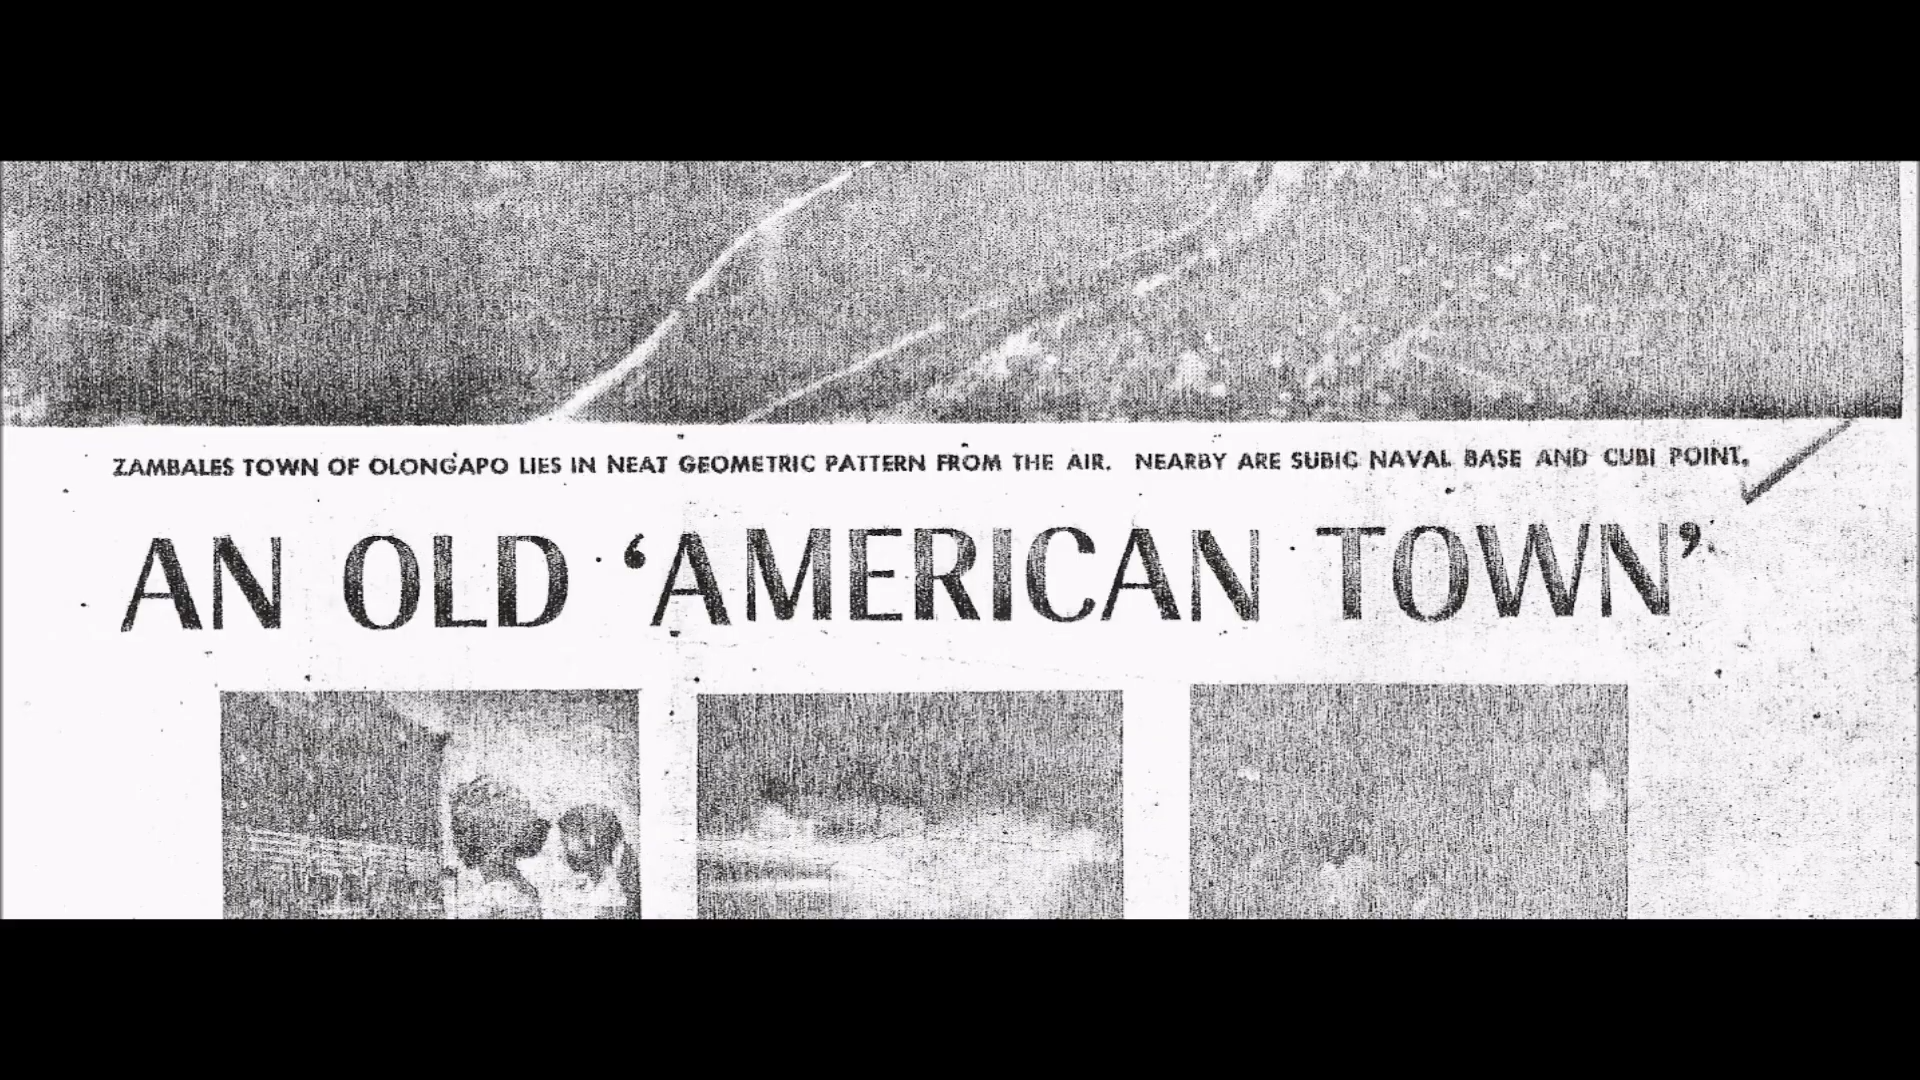 ZAMBALES TOWN OF OLONGAPO LIES IN NEAT GEOMETRIC PATTERN FROM THE AIR. NEARBY ARE SUBIC NAVAL BASE AND CUBI POINT.
AN OLD ‘AMERICAN TOWN’